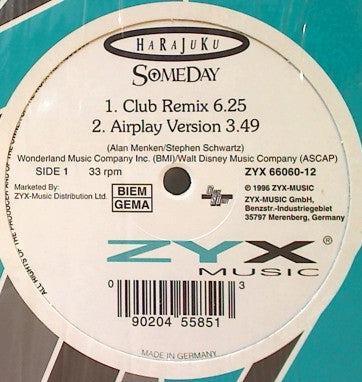 HARAJUKU
SOMEDAY
1. Club Remix 6.25
2. Airplay Version 3.49
(Alan Menken/Stephen Schwartz)
Wonderland Music Company Inc. (BMI)/Walt Disney Music Company (ASCAP)
SIDE 1 33 rpm
ZYX 66060-12
Marketed By:
ZYX-Music Distribution Ltd.
BIEM
GEMA
℗ 1996 ZYX-MUSIC
ZYX-MUSIC GmbH,
Benzstr.-Industriegebiet
35797 Merenberg, Germany
ZYX®
MUSIC
0 90204 55851 3
MADE IN GERMANY
ALL RIGHTS OF THE PRODUCER AND OF THE